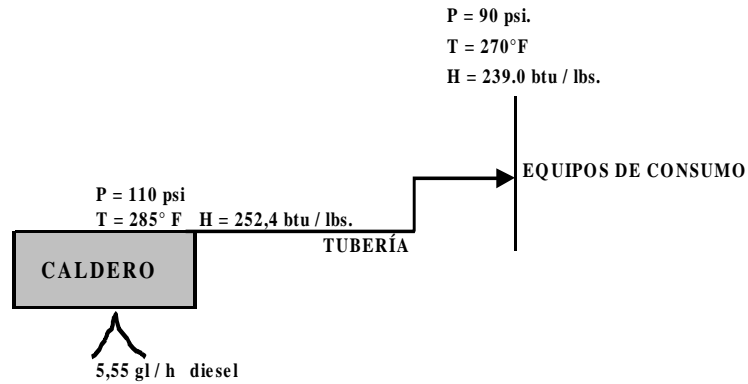 P = 90 psi.
T = 270°F
H = 239.0 btu / lbs.
EQUIPOS DE CONSUMO
P = 110 psi
T = 285° F H = 252,4 btu / lbs.
TUBERÍA
CALDERO
5,55 gl / h diesel